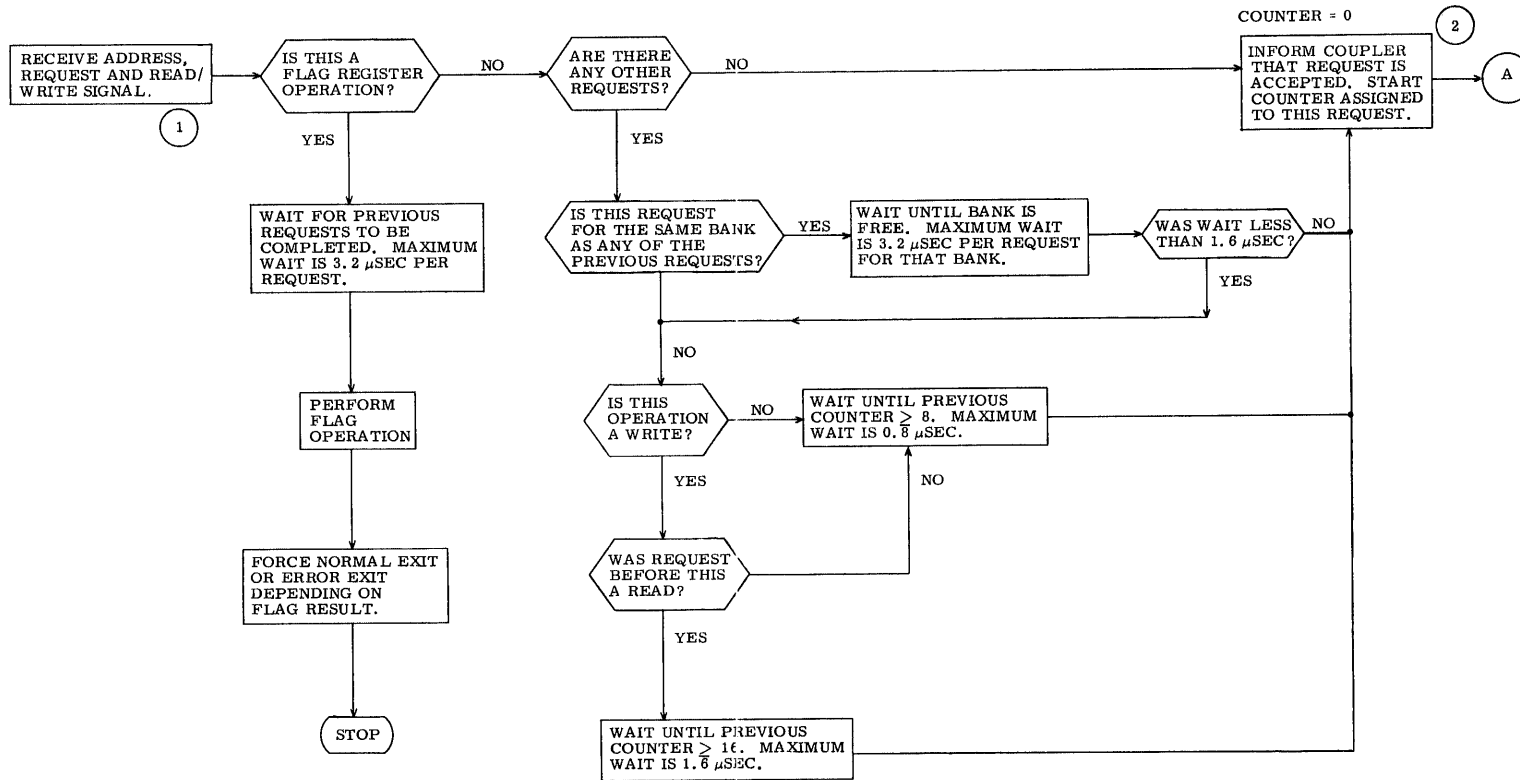 COUNTER = 0
2
RECEIVE ADDRESS,
REQUEST AND READ/
WRITE SIGNAL.
1
IS THIS A
FLAG REGISTER
OPERATION?
NO
ARE THERE
ANY OTHER
REQUESTS?
NO
INFORM COUPLER
THAT REQUEST IS
ACCEPTED. START
COUNTER ASSIGNED
TO THIS REQUEST.
A
YES
YES
WAIT FOR PREVIOUS
REQUESTS TO BE
COMPLETED. MAXIMUM
WAIT IS 3.2 μSEC PER
REQUEST.
IS THIS REQUEST
FOR THE SAME BANK
AS ANY OF THE
PREVIOUS REQUESTS?
YES
WAIT UNTIL BANK IS
FREE. MAXIMUM WAIT
IS 3.2 μSEC PER REQUEST
FOR THAT BANK.
WAS WAIT LESS
THAN 1.6 μSEC?
NO
YES
NO
PERFORM
FLAG
OPERATION
IS THIS
OPERATION
A WRITE?
NO
WAIT UNTIL PREVIOUS
COUNTER ≥ 8. MAXIMUM
WAIT IS 0.8 μSEC.
YES
NO
FORCE NORMAL EXIT
OR ERROR EXIT
DEPENDING ON
FLAG RESULT.
WAS REQUEST
BEFORE THIS
A READ?
YES
STOP
WAIT UNTIL PREVIOUS
COUNTER ≥ 16. MAXIMUM
WAIT IS 1.6 μSEC.